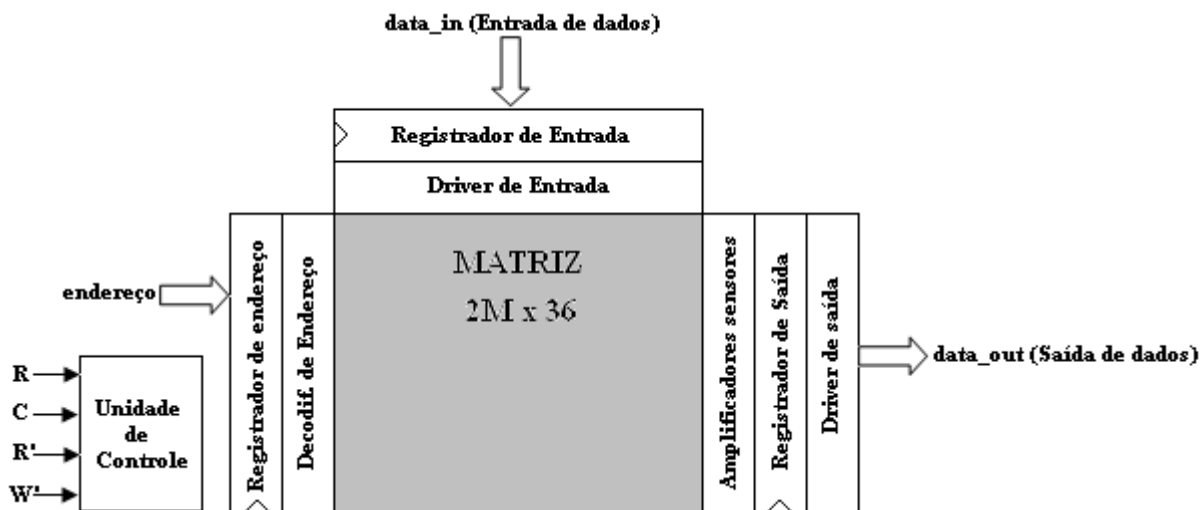 data_in (Entrada de dados)
Registrador de Entrada
Driver de Entrada
MATRIZ
2M x 36
endereço
Registrador de endereço
Decodif. de Endereço
Amplificadores sensores
Registrador de Saída
Driver de saída
data_out (Saída de dados)
R
C
R'
W'
Unidade
de
Controle